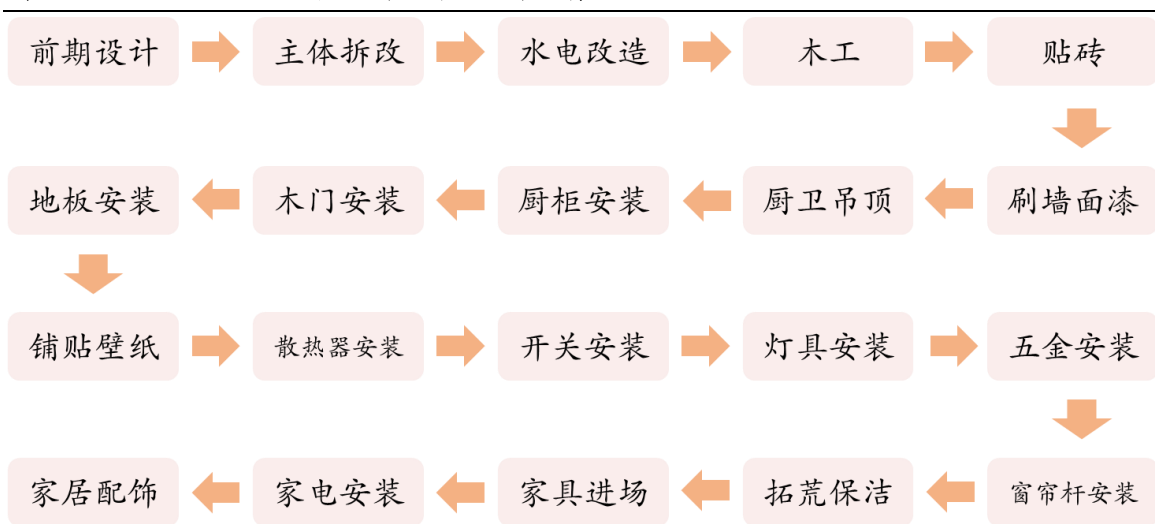 前期设计 主体拆改 水电改造 木工 贴砖
刷墙面漆 厨卫吊顶 厨柜安装 木门安装 地板安装
铺贴壁纸 散热器安装 开关安装 灯具安装 五金安装
窗帘杆安装 拓荒保洁 家具进场 家电安装 家居配饰